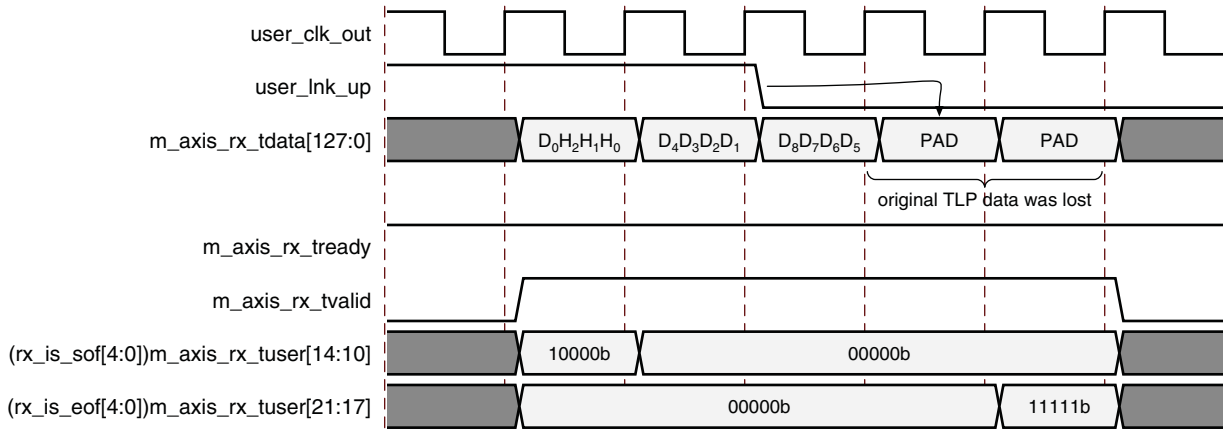 user_clk_out
user_lnk_up
m_axis_rx_tdata[127:0] D₀H₂H₁H₀ D₄D₃D₂D₁ D₈D₇D₆D₅ PAD PAD
original TLP data was lost
m_axis_rx_tready
m_axis_rx_tvalid
(rx_is_sof[4:0])m_axis_rx_tuser[14:10] 10000b 00000b
(rx_is_eof[4:0])m_axis_rx_tuser[21:17] 00000b 11111b